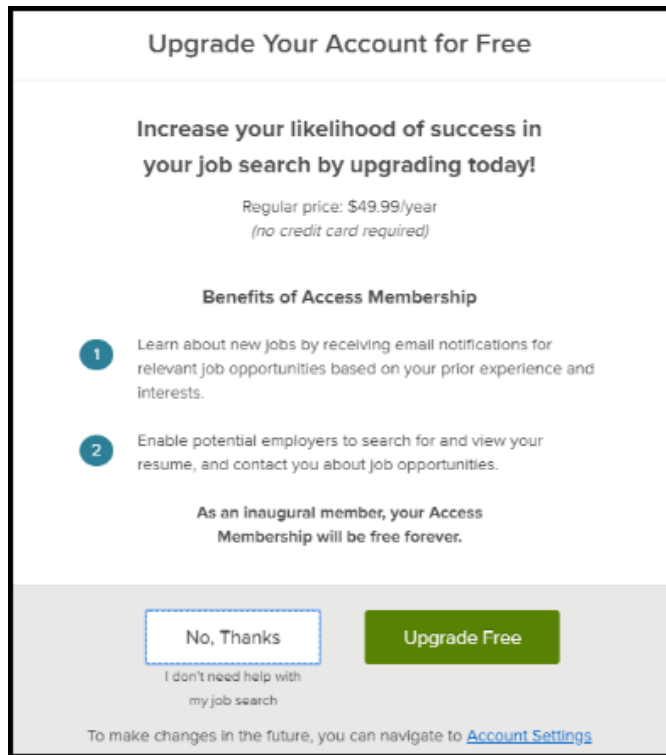 Upgrade Your Account for Free
Increase your likelihood of success in
your job search by upgrading today!
Regular price: $49.99/year
(no credit card required)
Benefits of Access Membership
1
Learn about new jobs by receiving email notifications for
relevant job opportunities based on your prior experience and
interests.
2
Enable potential employers to search for and view your
resume, and contact you about job opportunities.
As an inaugural member, your Access
Membership will be free forever.
No, Thanks
I don't need help with
my job search
Upgrade Free
To make changes in the future, you can navigate to Account Settings